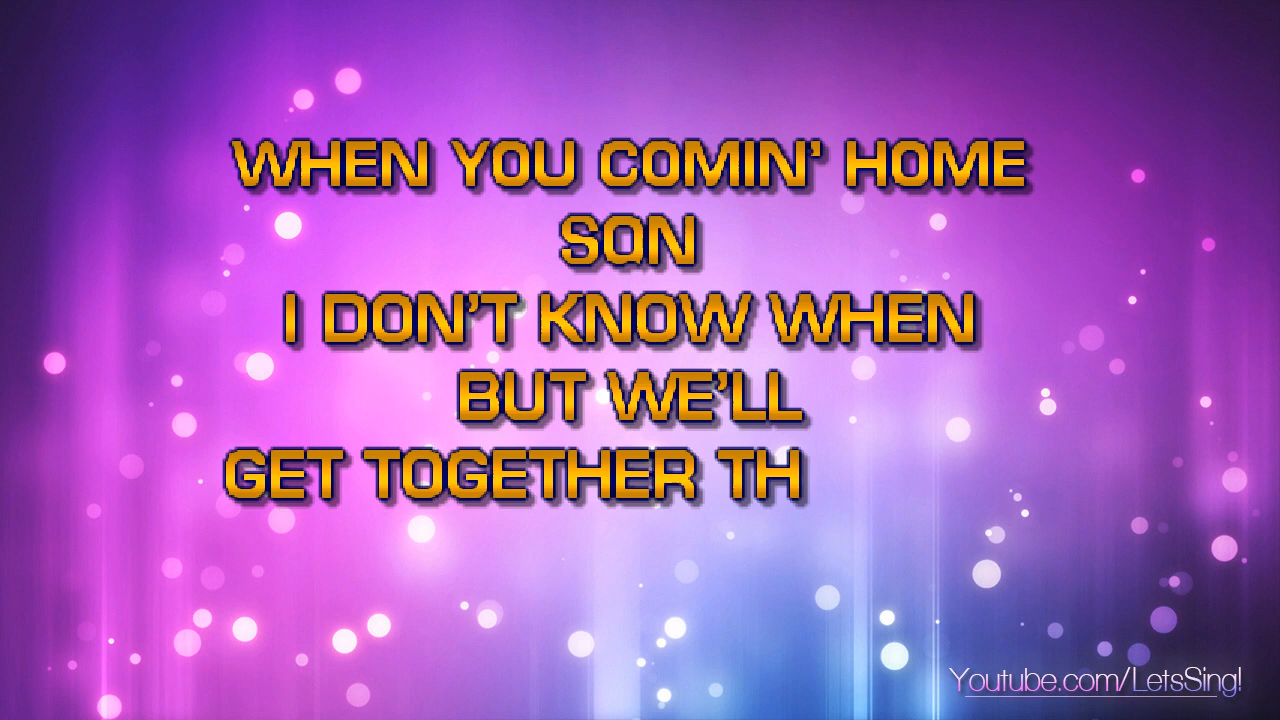 WHEN YOU COMIN' HOME
SON
I DON'T KNOW WHEN
BUT WE'LL
GET TOGETHER TH
Youtube.com/LetsSing!